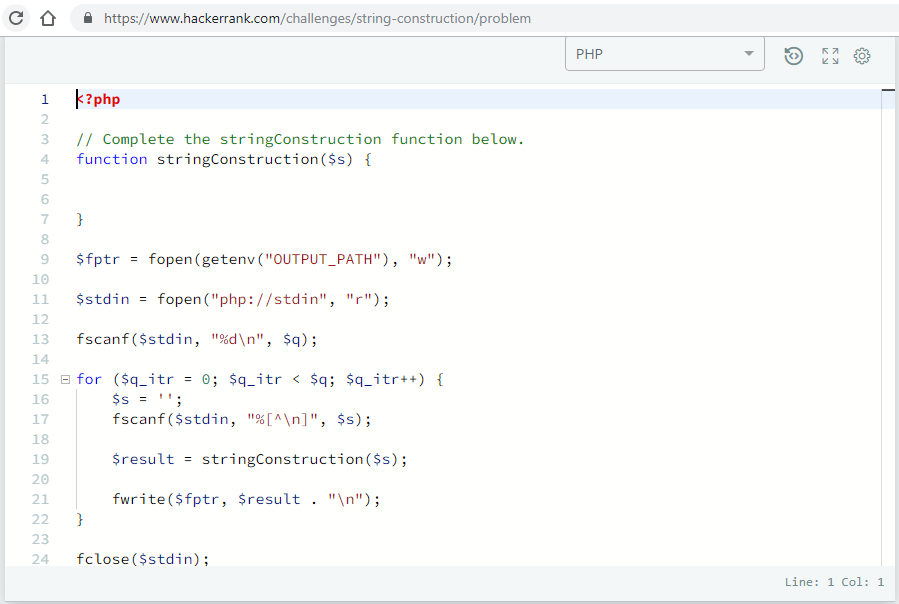 https://www.hackerrank.com/challenges/string-construction/problem
PHP
1 <?php
2
3 // Complete the stringConstruction function below.
4 function stringConstruction($s) {
5
6
7 }
8
9 $fptr = fopen(getenv("OUTPUT_PATH"), "w");
10
11 $stdin = fopen("php://stdin", "r");
12
13 fscanf($stdin, "%d\n", $q);
14
15 for ($q_itr = 0; $q_itr < $q; $q_itr++) {
16     $s = '';
17     fscanf($stdin, "%[^\n]", $s);
18
19     $result = stringConstruction($s);
20
21     fwrite($fptr, $result . "\n");
22 }
23
24 fclose($stdin);
Line: 1 Col: 1